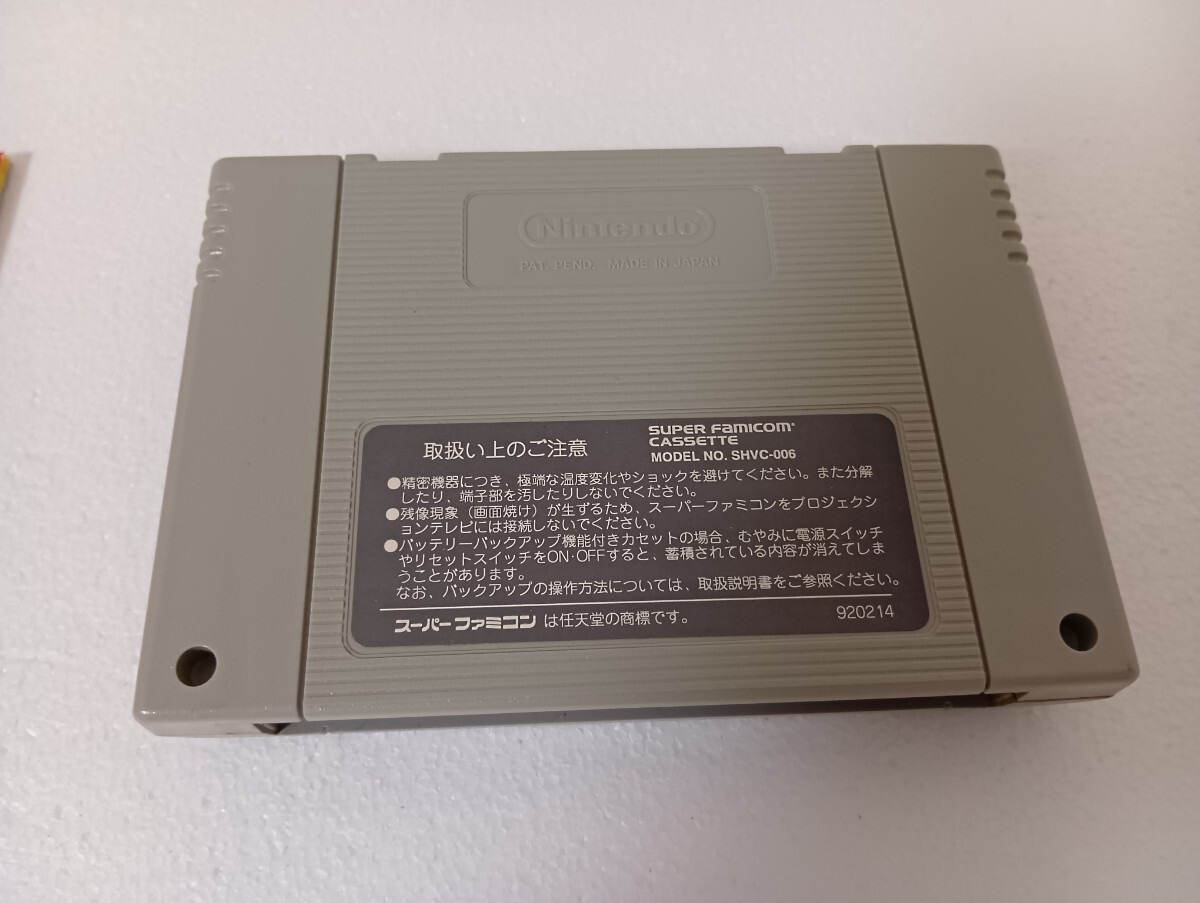 Nintendo
PAT. PEND. MADE IN JAPAN
取扱い上のご注意
SUPER FAMICOM
CASSETTE
MODEL NO. SHVC-006
●精密機器につき、極端な温度変化やショックを避けてください。また分解
したり、端子部を汚したりしないでください。
●残像現象（画面焼け）が生ずるため、スーパーファミコンをプロジェクシ
ョンテレビには接続しないでください。
●バッテリーバックアップ機能付きカセットの場合、むやみに電源スイッチ
やリセットスイッチをON·OFFすると、蓄積されている内容が消えてしま
うことがあります。
なお、バックアップの操作方法については、取扱説明書をご参照ください。
スーパーファミコン は任天堂の商標です。
920214